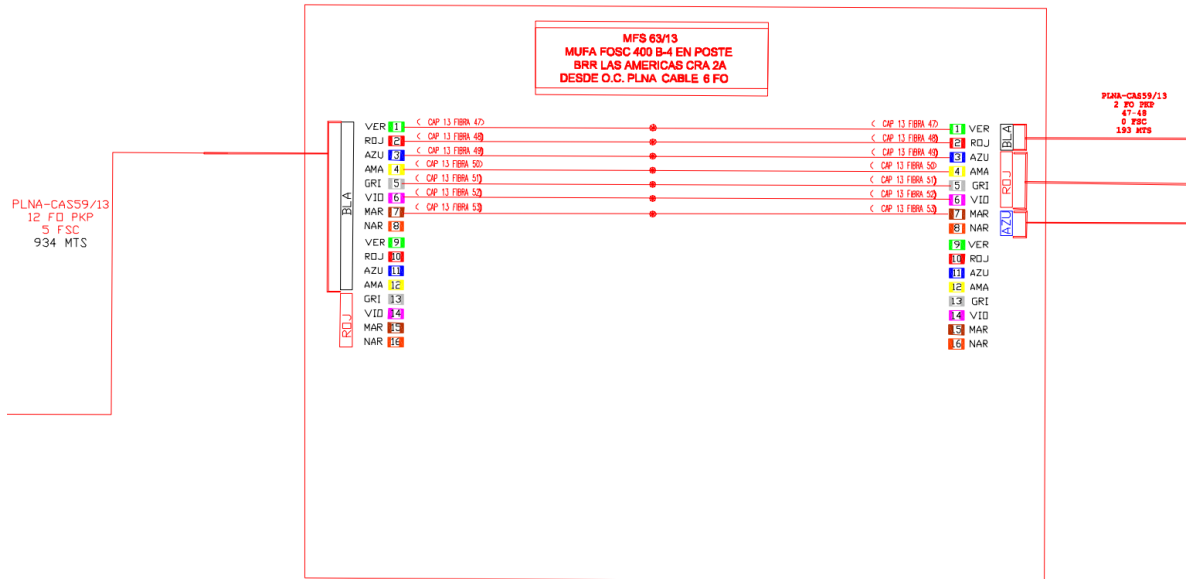 MFS 63/13
MUFA FOSC 400 B-4 EN POSTE
BRR LAS AMERICAS CRA 2A
DESDE O.C. PLNA CABLE 6 FO
PLNA-CAS59/13
12 FO PKP
5 FSC
934 MTS
BLA
ROJ
VER 1
ROJ 2
AZU 3
AMA 4
GRI 5
VIO 6
MAR 7
NAR 8
VER 9
ROJ 10
AZU 11
AMA 12
GRI 13
VIO 14
MAR 15
NAR 16
( CAP 13 FIBRA 47)
( CAP 13 FIBRA 48)
( CAP 13 FIBRA 49)
( CAP 13 FIBRA 50)
( CAP 13 FIBRA 51)
( CAP 13 FIBRA 52)
( CAP 13 FIBRA 53)
( CAP 13 FIBRA 47)
( CAP 13 FIBRA 48)
( CAP 13 FIBRA 49)
( CAP 13 FIBRA 50)
( CAP 13 FIBRA 51)
( CAP 13 FIBRA 52)
( CAP 13 FIBRA 53)
1 VER
2 ROJ
3 AZU
4 AMA
5 GRI
6 VIO
7 MAR
8 NAR
9 VER
10 ROJ
11 AZU
12 AMA
13 GRI
14 VIO
15 MAR
16 NAR
BLA
ROJ
AZU
PLNA-CAS59/13
2 FO PKP
47-48
0 FSC
193 MTS